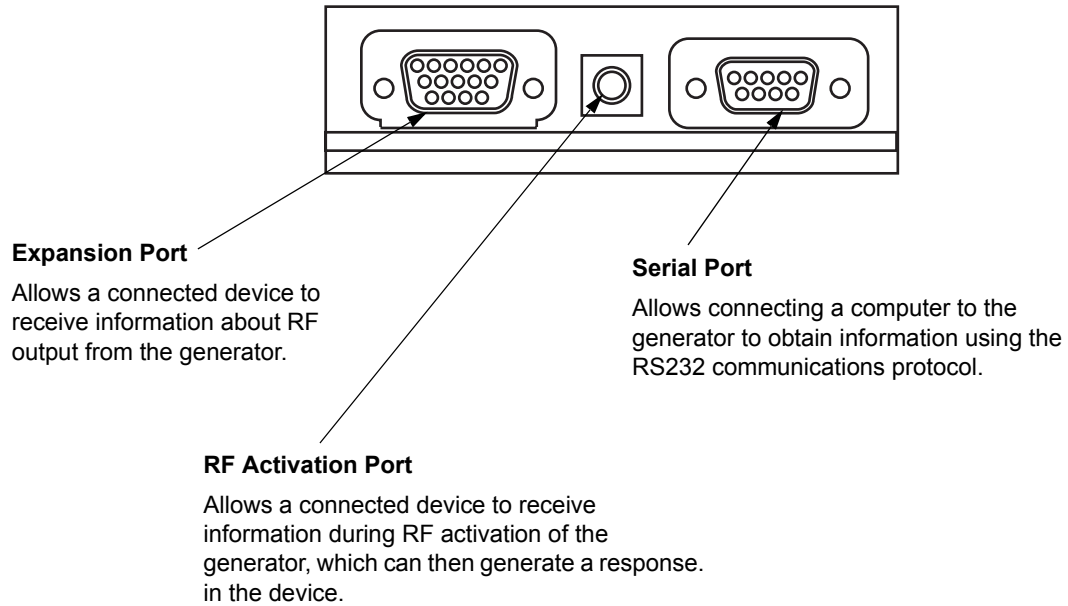 Expansion Port
Allows a connected device to
receive information about RF
output from the generator.
Serial Port
Allows connecting a computer to the
generator to obtain information using the
RS232 communications protocol.
RF Activation Port
Allows a connected device to receive
information during RF activation of the
generator, which can then generate a response.
in the device.